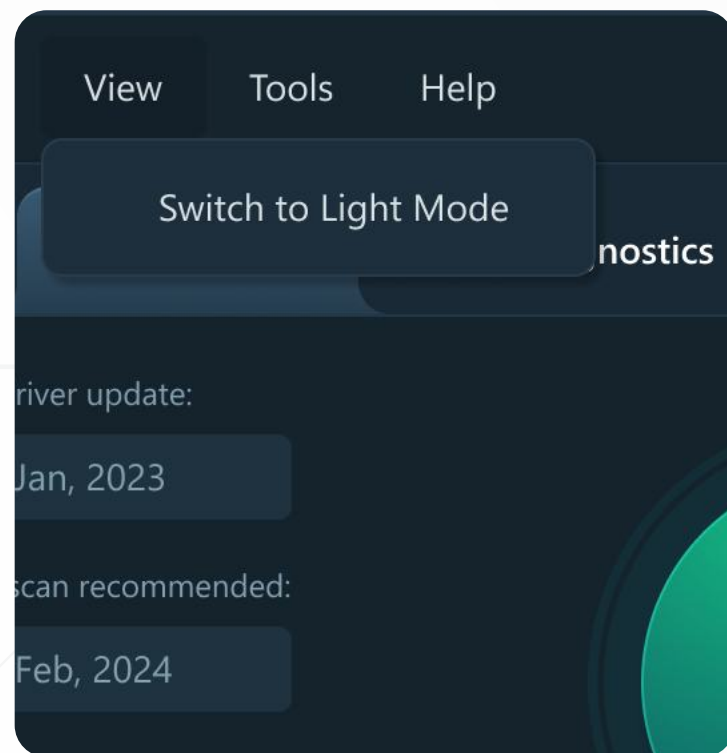 View Tools Help
Switch to Light Mode
nostics
river update:
Jan, 2023
scan recommended:
Feb, 2024